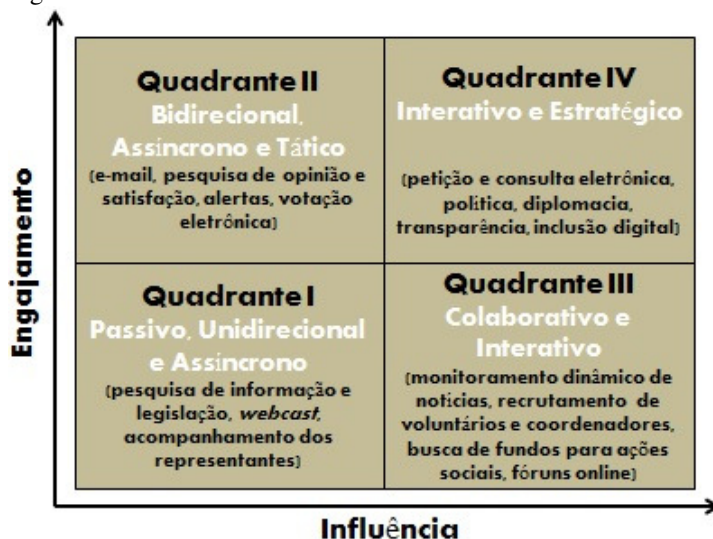 Quadrante II
Bidirecional,
Assíncrono e Tático
(e-mail, pesquisa de opinião e
satisfação, alertas, votação
eletrônica)
Quadrante IV
Interativo e Estratégico
(petição e consulta eletrônica,
política, diplomacia,
transparência, inclusão digital)
Quadrante I
Passivo, Unidirecional
e Assíncrono
(pesquisa de informação e
legislação, webcast,
acompanhamento dos
representantes)
Quadrante III
Colaborativo e
Interativo
(monitoramento dinâmico de
notícias, recrutamento de
voluntários e coordenadores,
busca de fundos para ações
sociais, fóruns online)
Engajamento
Influência